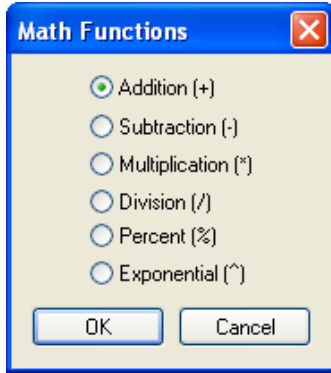 Math Functions
Addition (+)
Subtraction (-)
Multiplication (*)
Division (/)
Percent (%)
Exponential (^)
OK Cancel